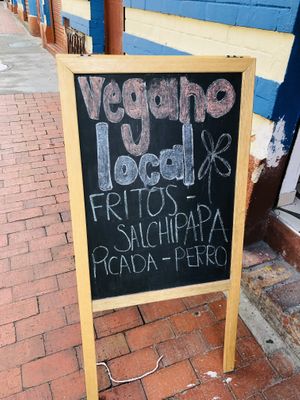 Vegano
local
FRITOS -
SALCHIPAPA
PICADA - PERRO